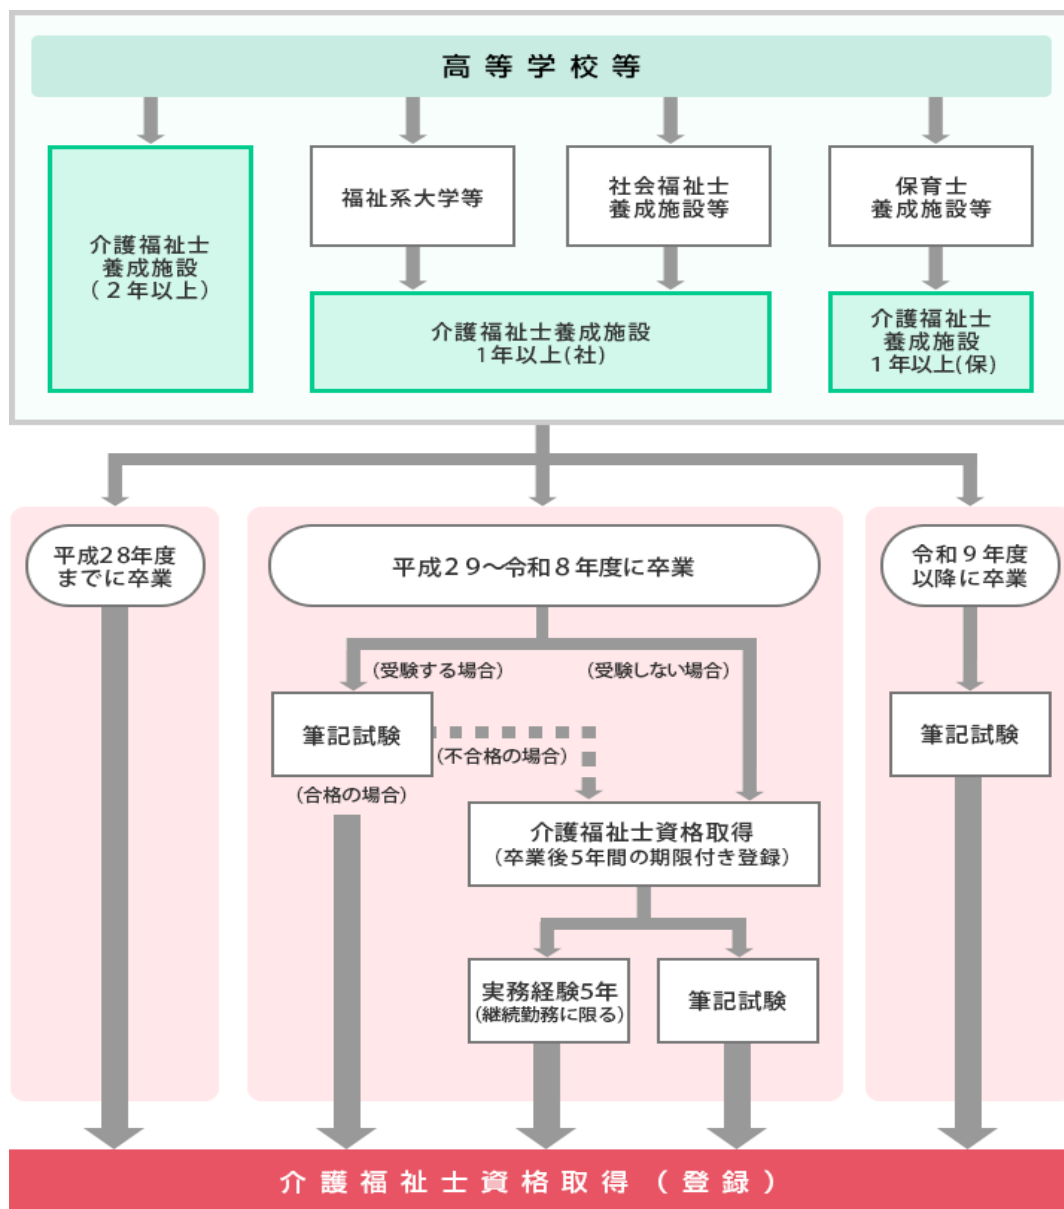 高等学校等
介護福祉士
養成施設
(２年以上)
福祉系大学等
社会福祉士
養成施設等
保育士
養成施設等
介護福祉士養成施設
1年以上(社)
介護福祉士
養成施設
１年以上(保)
平成28年度
までに卒業
平成２９～令和８年度に卒業
令和９年度
以降に卒業
(受験する場合)
(受験しない場合)
筆記試験
(不合格の場合)
(合格の場合)
筆記試験
介護福祉士資格取得
(卒業後5年間の期限付き登録)
実務経験5年
(継続勤務に限る)
筆記試験
介護福祉士資格取得(登録)